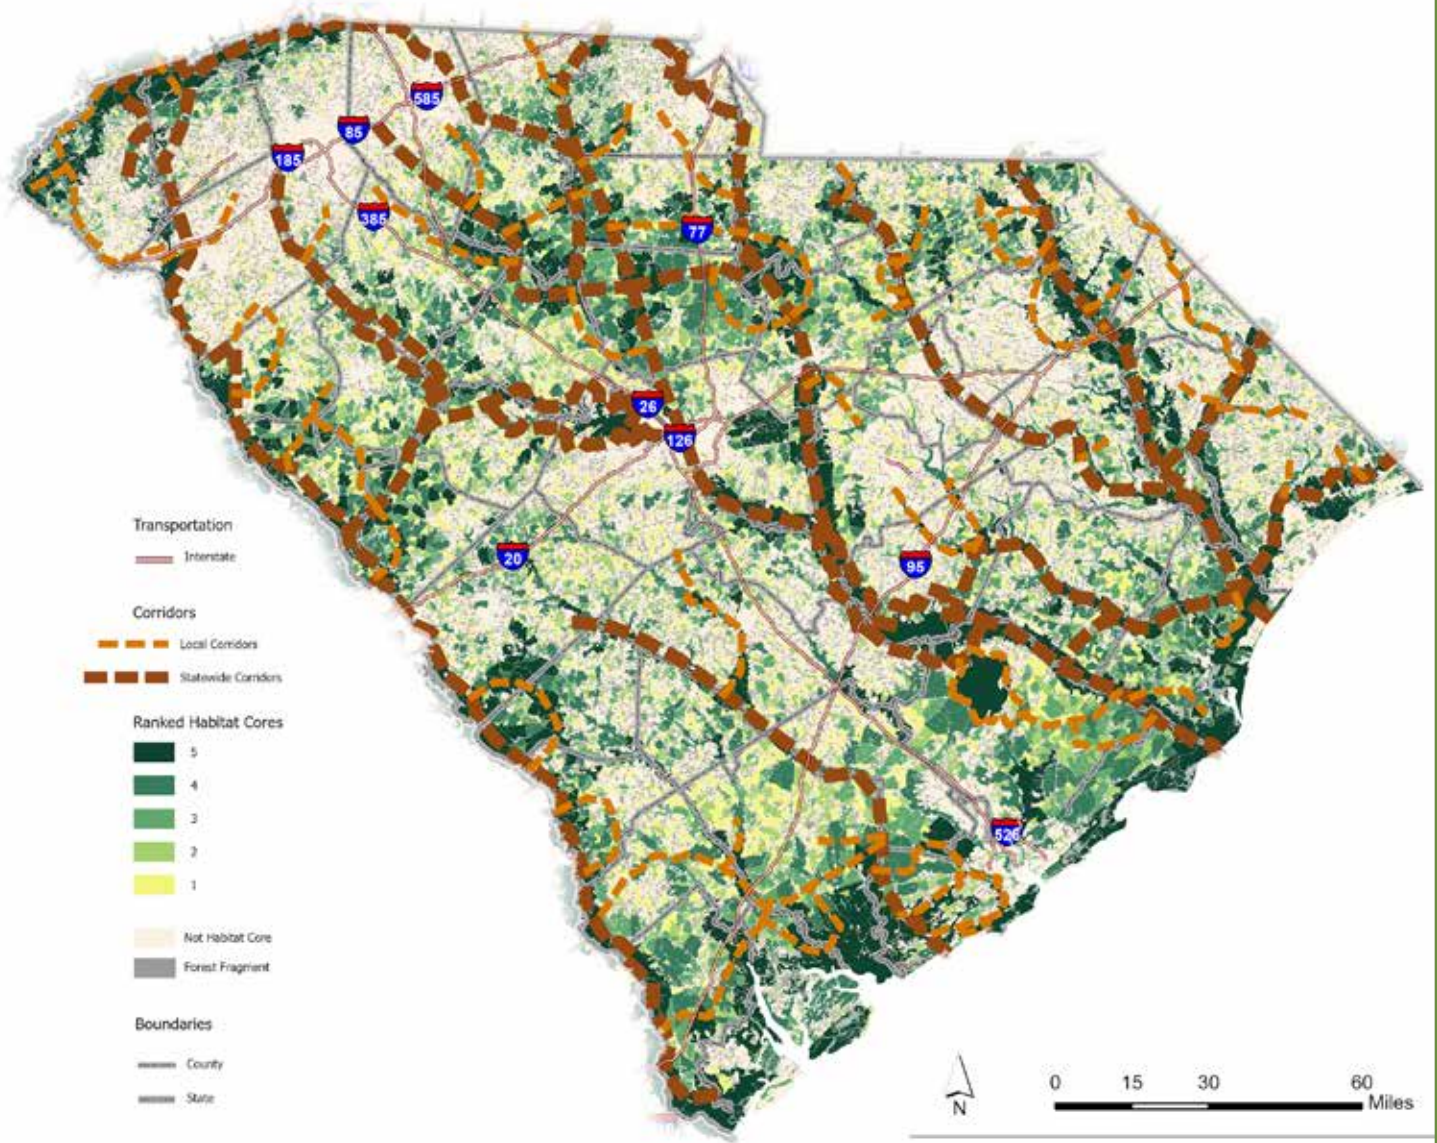 585
85
185
385
77
26
126
20
95
526
Transportation
Interstate
Corridors
Local Corridors
Statewide Corridors
Ranked Habitat Cores
5
4
3
2
1
Not Habitat Core
Forest Fragment
Boundaries
County
State
N
0 15 30 60
Miles